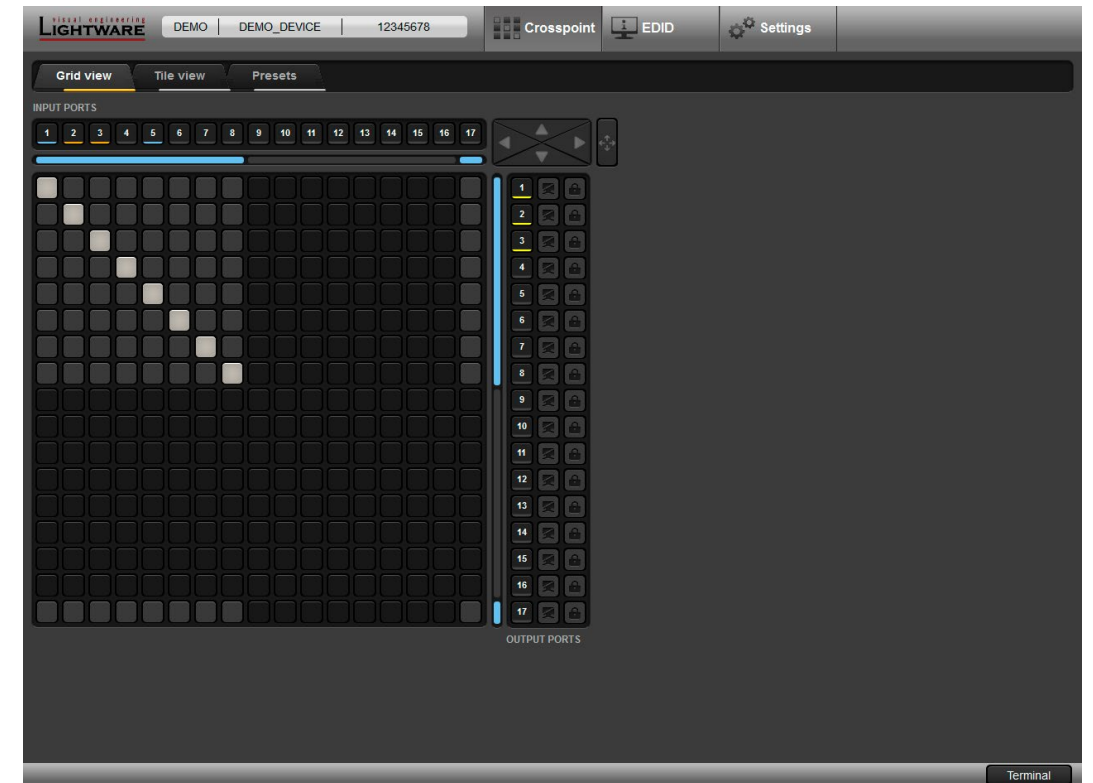 visual engineering
LIGHTWARE
DEMO DEMO_DEVICE 12345678
Crosspoint
EDID
Settings
Grid view
Tile view
Presets
INPUT PORTS
1 2 3 4 5 6 7 8 9 10 11 12 13 14 15 16 17
1
2
3
4
5
6
7
8
9
10
11
12
13
14
15
16
17
OUTPUT PORTS
Terminal